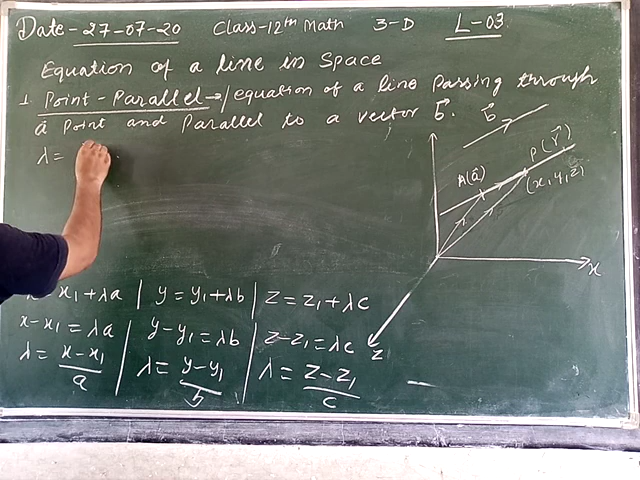 Date - 27-07-20 Class-12th Math 3-D L-03
Equation of a line in Space
1 Point-Parallel → / equation of a line Passing through
a Point and Parallel to a vector b⃗.
b⃗
P(r⃗)
A(a⃗)
(x, y, z)
λ =
x
z
x₁+λa | y = y₁+λb | z = z₁+λc
x-x₁ = λa | y-y₁ = λb | z-z₁ = λc
λ = x-x₁/a | λ = y-y₁/b | λ = z-z₁/c